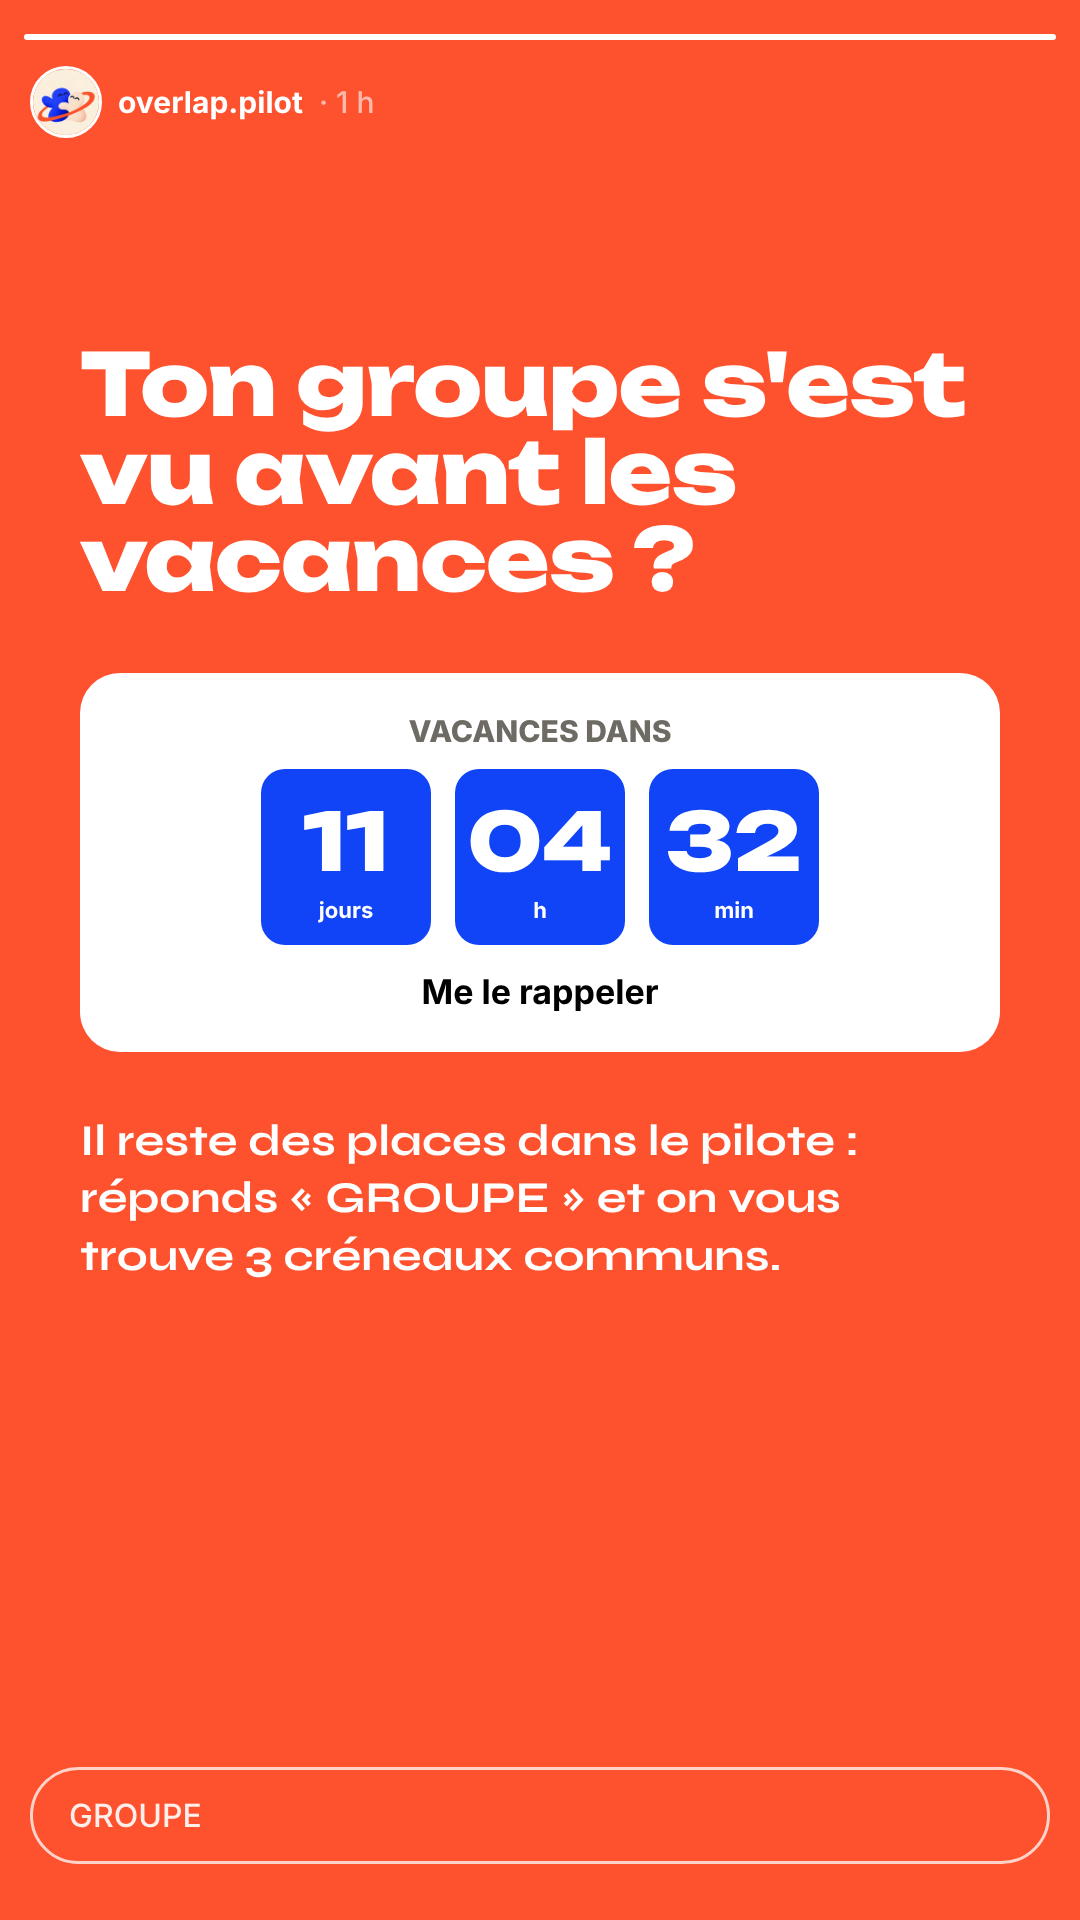 overlap.pilot · 1 h
Ton groupe s'est
vu avant les
vacances ?
VACANCES DANS
11 04 32
jours h min
Me le rappeler
Il reste des places dans le pilote :
réponds « GROUPE » et on vous
trouve 3 créneaux communs.
GROUPE